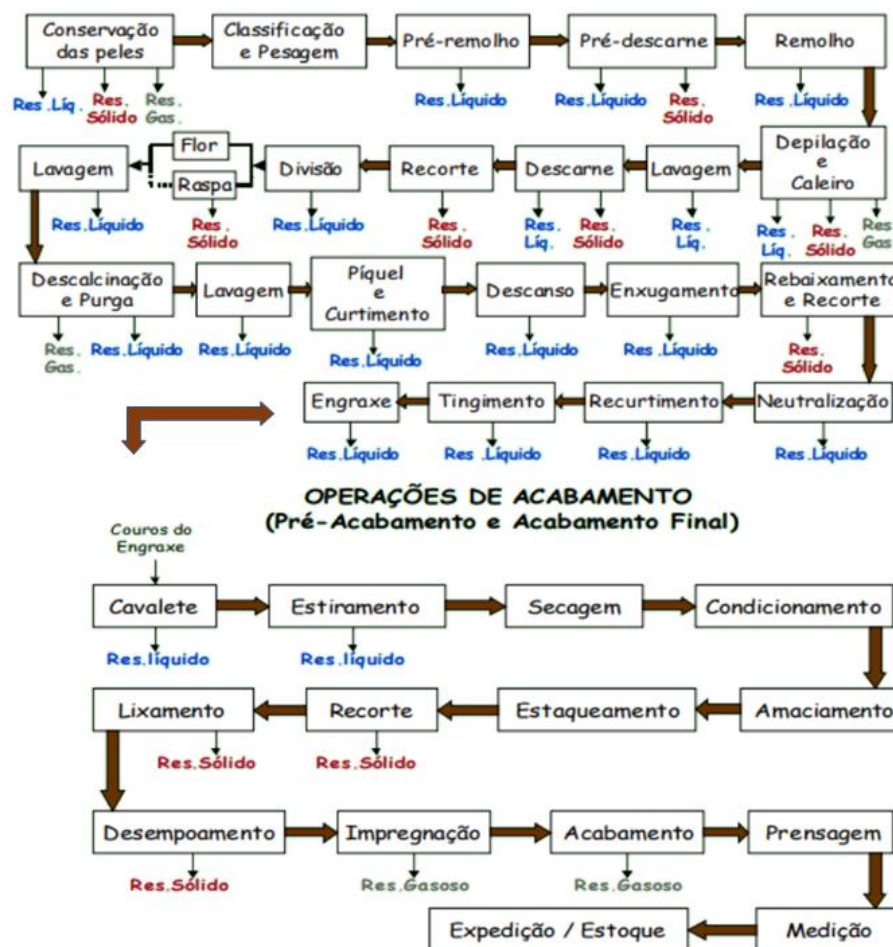 Conservação
das peles
Classificação
e Pesagem
Pré-remolho
Pré-descarne
Remolho
Res.Líq.
Res.
Sólido
Res.
Gas.
Res.Líquido
Res.Líquido
Res.
Sólido
Res.Líquido
Lavagem
Flor
Raspa
Divisão
Recorte
Descarne
Lavagem
Depilação
e
Caleiro
Res.Líquido
Res.
Sólido
Res.Líquido
Res.
Sólido
Res.
Líq.
Res.
Sólido
Res.
Líq.
Res.
Líq.
Res.
Sólido
Res.
Gas
Descalcinação
e Purga
Lavagem
Píquel
e
Curtimento
Descanso
Enxugamento
Rebaixamento
e Recorte
Res.
Gas.
Res.Líquido
Res.Líquido
Res.Líquido
Res.Líquido
Res.Líquido
Res.
Sólido
Engraxe
Tingimento
Recurtimento
Neutralização
Res.Líquido
Res.Líquido
Res.Líquido
Res.Líquido
OPERAÇÕES DE ACABAMENTO
(Pré-Acabamento e Acabamento Final)
Couros do
Engraxe
Cavalete
Estiramento
Secagem
Condicionamento
Res.líquido
Res.líquido
Lixamento
Recorte
Estaqueamento
Amaciamento
Res.Sólido
Res.Sólido
Desempoamento
Impregnação
Acabamento
Prensagem
Res.Sólido
Res.Gasoso
Res.Gasoso
Expedição / Estoque
Medição